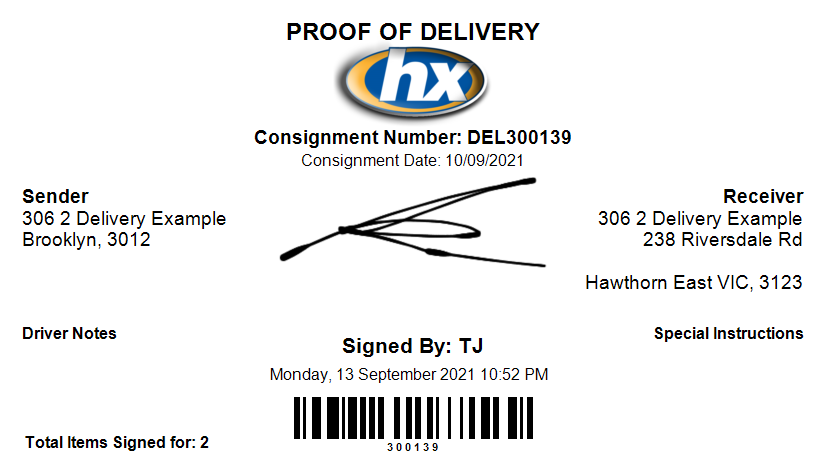 PROOF OF DELIVERY
hx
Consignment Number: DEL300139
Consignment Date: 10/09/2021
Sender
306 2 Delivery Example
Brooklyn, 3012
Receiver
306 2 Delivery Example
238 Riversdale Rd
Hawthorn East VIC, 3123
Driver Notes
Special Instructions
Signed By: TJ
Monday, 13 September 2021 10:52 PM
300139
Total Items Signed for: 2